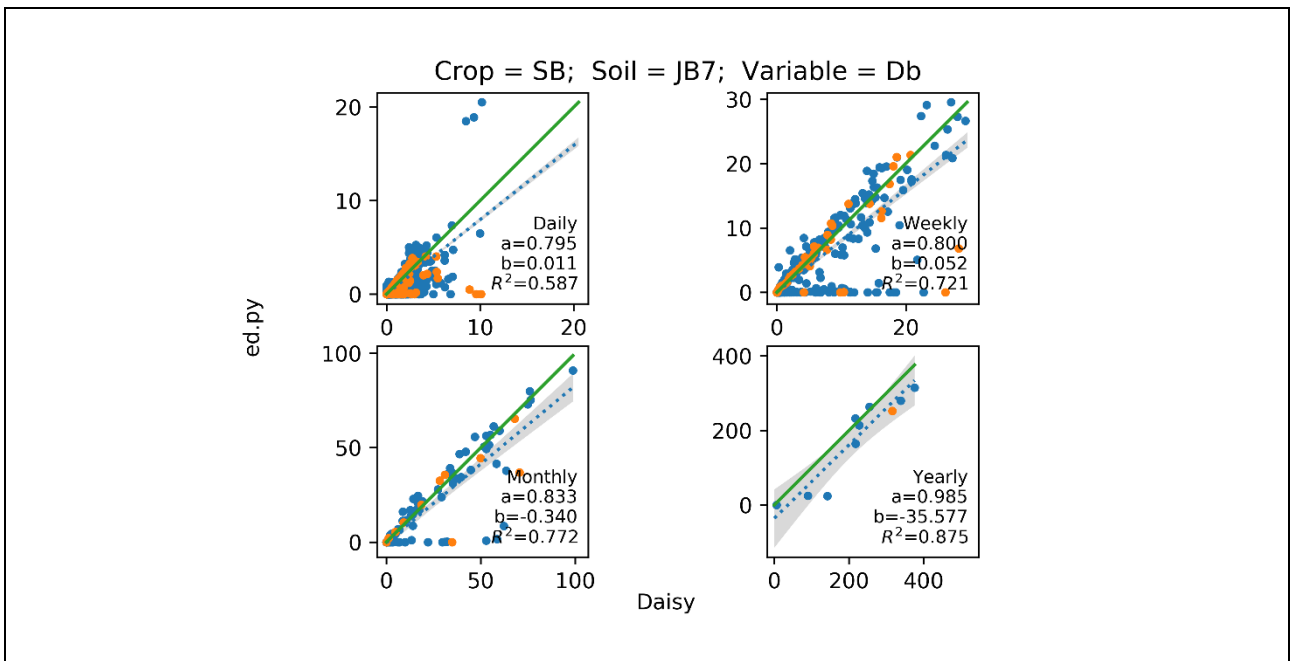 Crop = SB;  Soil = JB7;  Variable = Db
20
10
0
0
10
20
Daily
a=0.795
b=0.011
R²=0.587
30
20
10
0
0
20
Weekly
a=0.800
b=0.052
R²=0.721
ed.py
100
50
0
0
50
100
Monthly
a=0.833
b=-0.340
R²=0.772
400
200
0
0
200
400
Yearly
a=0.985
b=-35.577
R²=0.875
Daisy